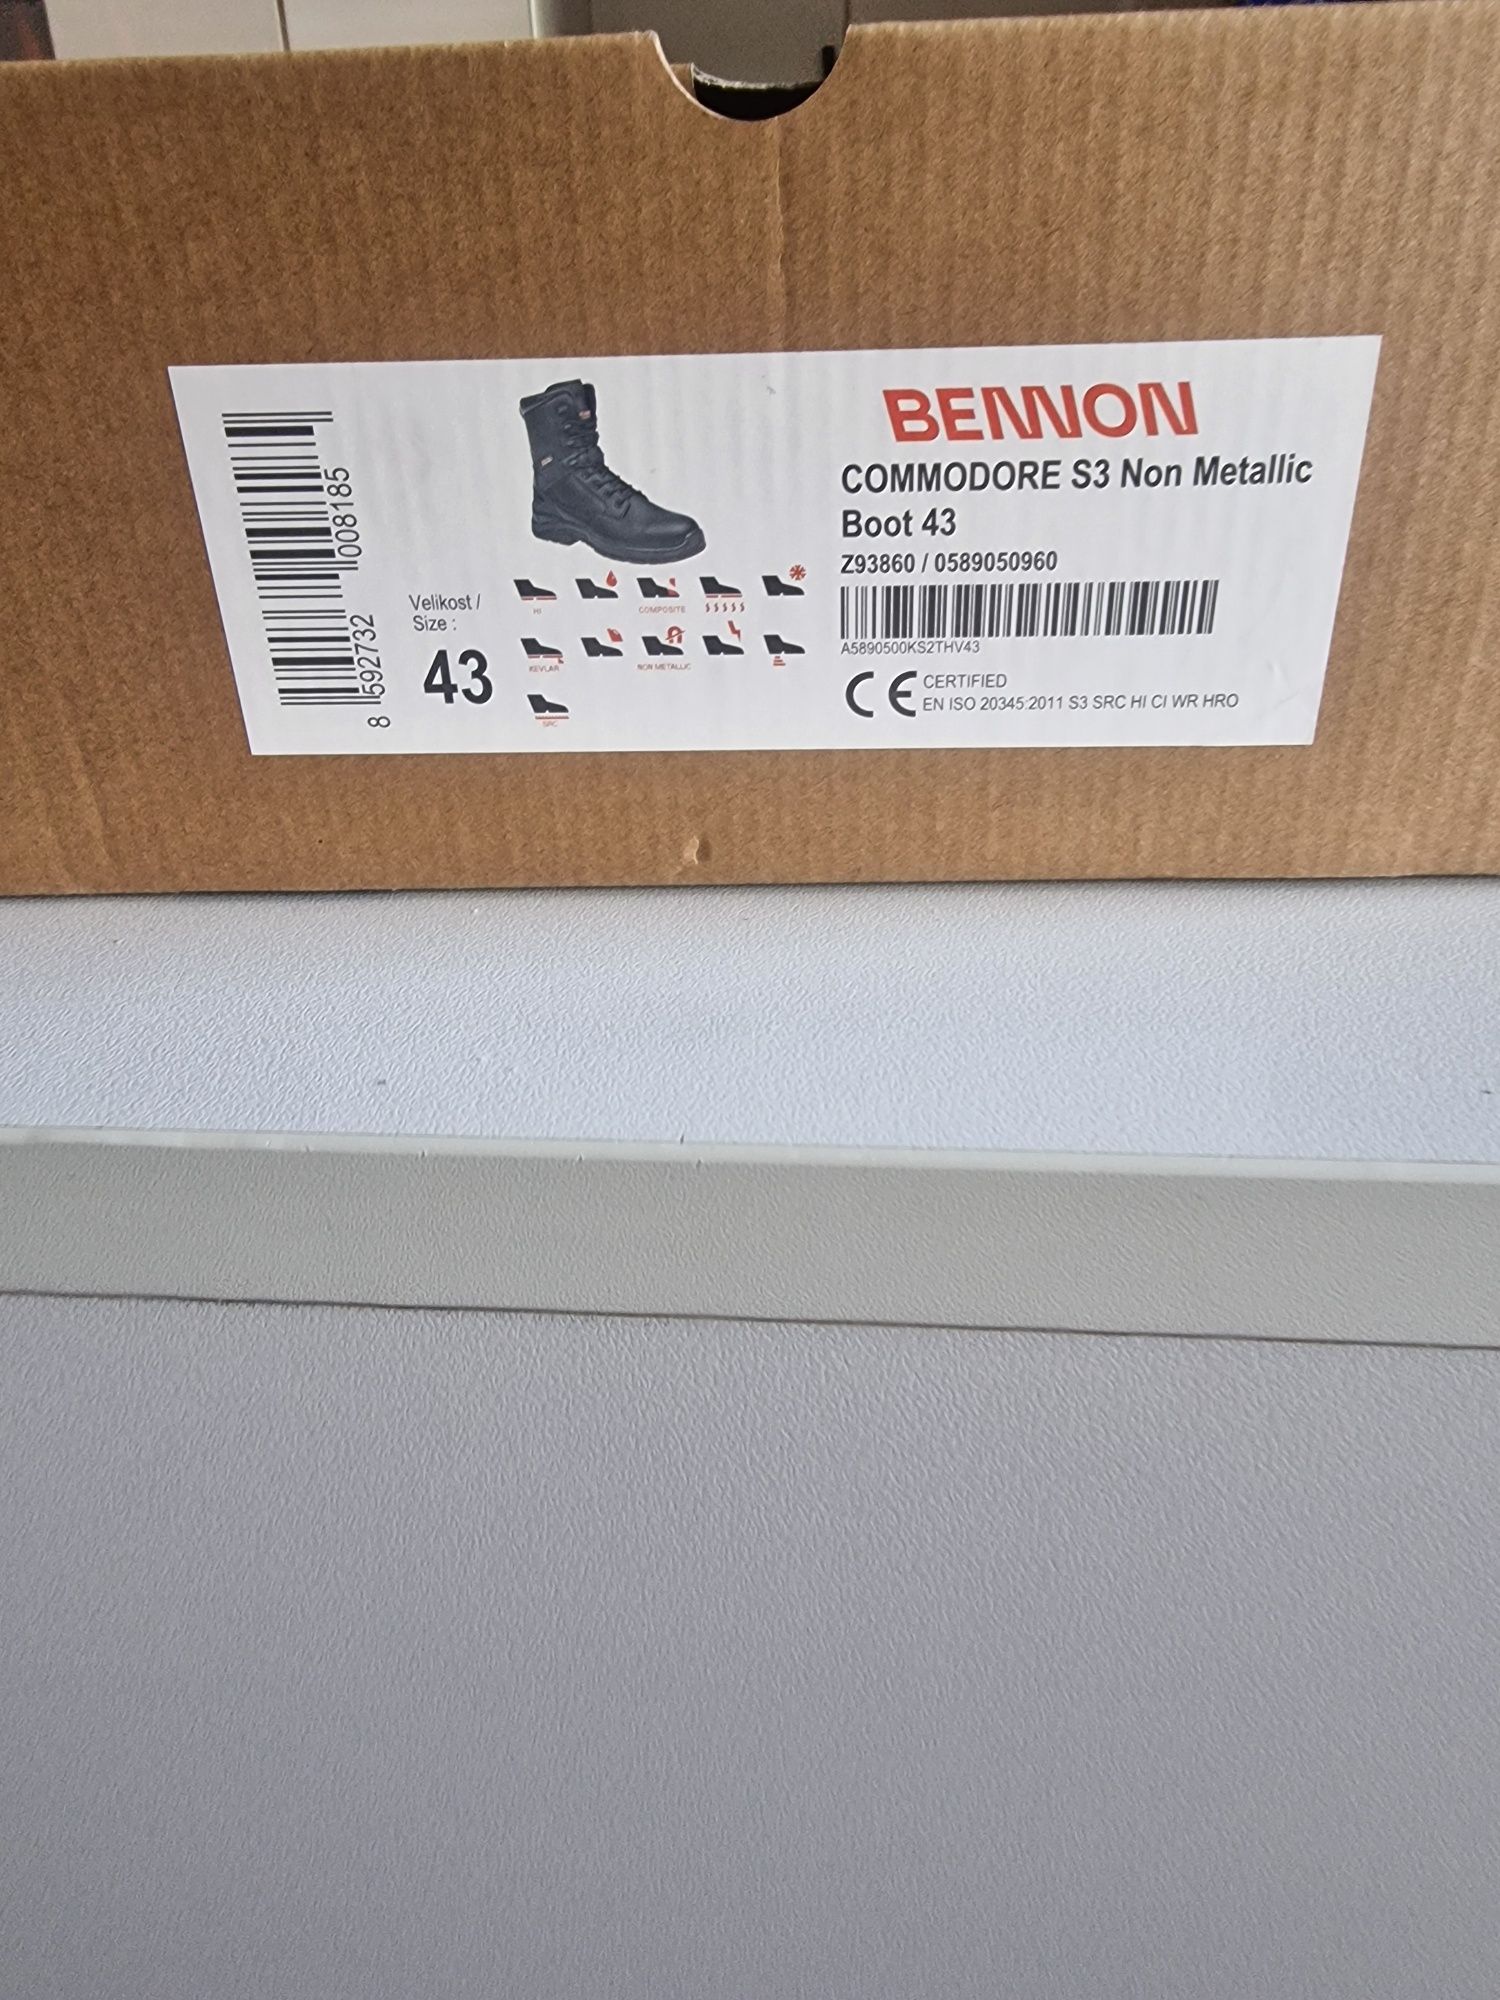 BENNON
COMMODORE S3 Non Metallic
Boot 43
Z93860 / 0589050960
A5890500KS2THV43
CE CERTIFIED
EN ISO 20345:2011 S3 SRC HI CI WR HRO
Velikost /
Size :
43
HI
COMPOSITE
KEVLAR
NON METALLIC
SRC
8 592732 008185